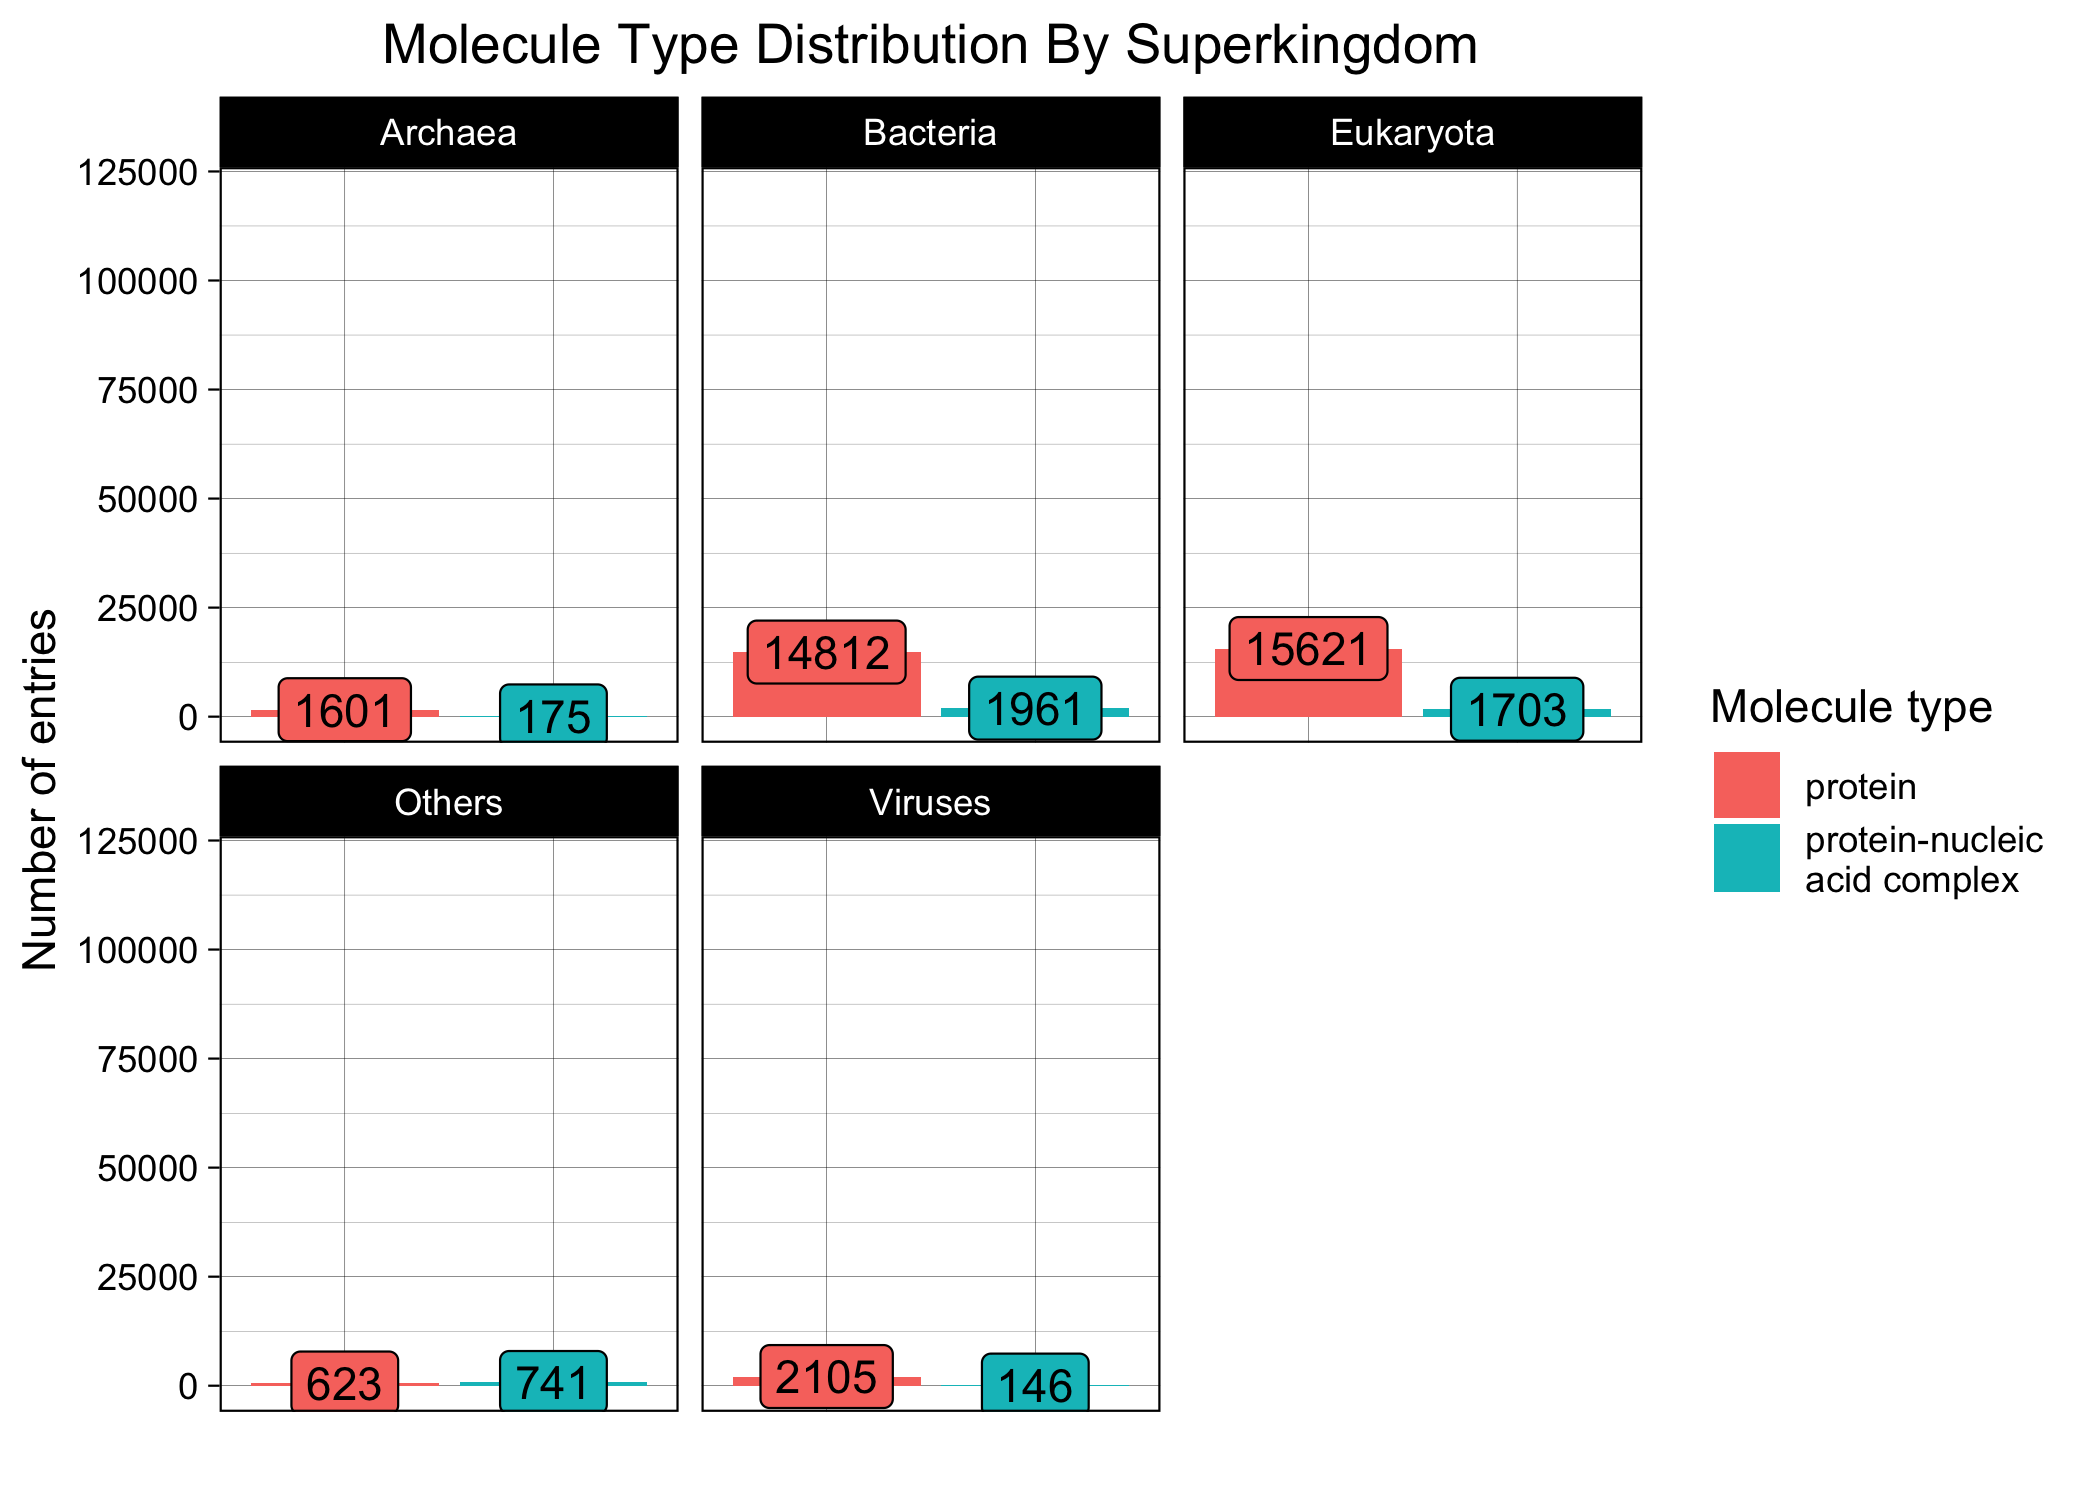 Molecule Type Distribution By Superkingdom
Archaea
Bacteria
Eukaryota
125000
100000
75000
50000
25000
0
1601
175
14812
1961
15621
1703
Number of entries
Others
Viruses
125000
100000
75000
50000
25000
0
623
741
2105
146
Molecule type
protein
protein-nucleic
acid complex